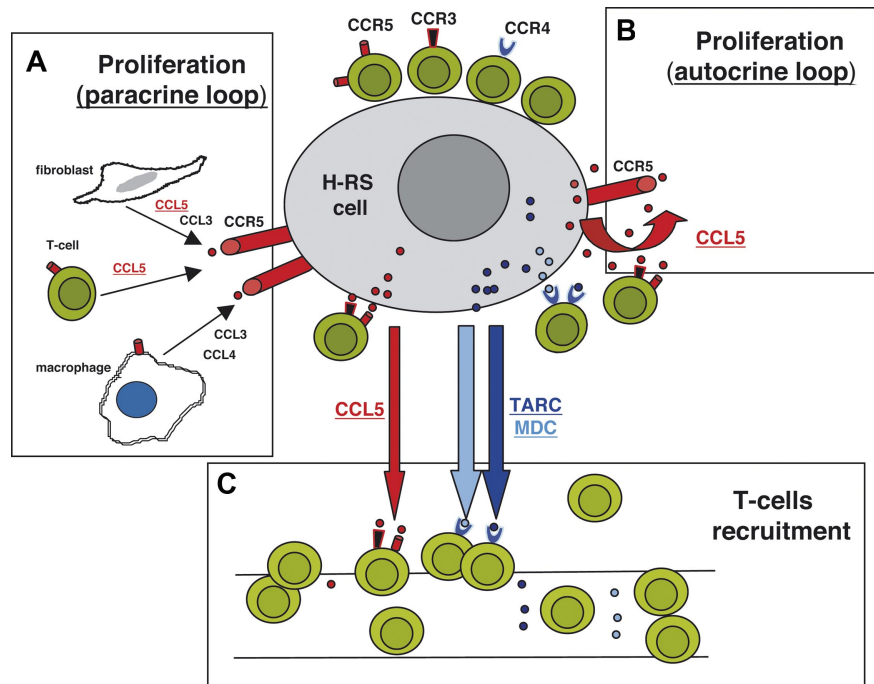 A
Proliferation
(paracrine loop)
fibroblast
CCL5
CCL3
CCR5
T-cell
CCL5
CCL3
CCL4
macrophage
CCR5
CCR3
CCR4
H-RS
cell
B
Proliferation
(autocrine loop)
CCR5
CCL5
CCL5
TARC
MDC
C
T-cells
recruitment